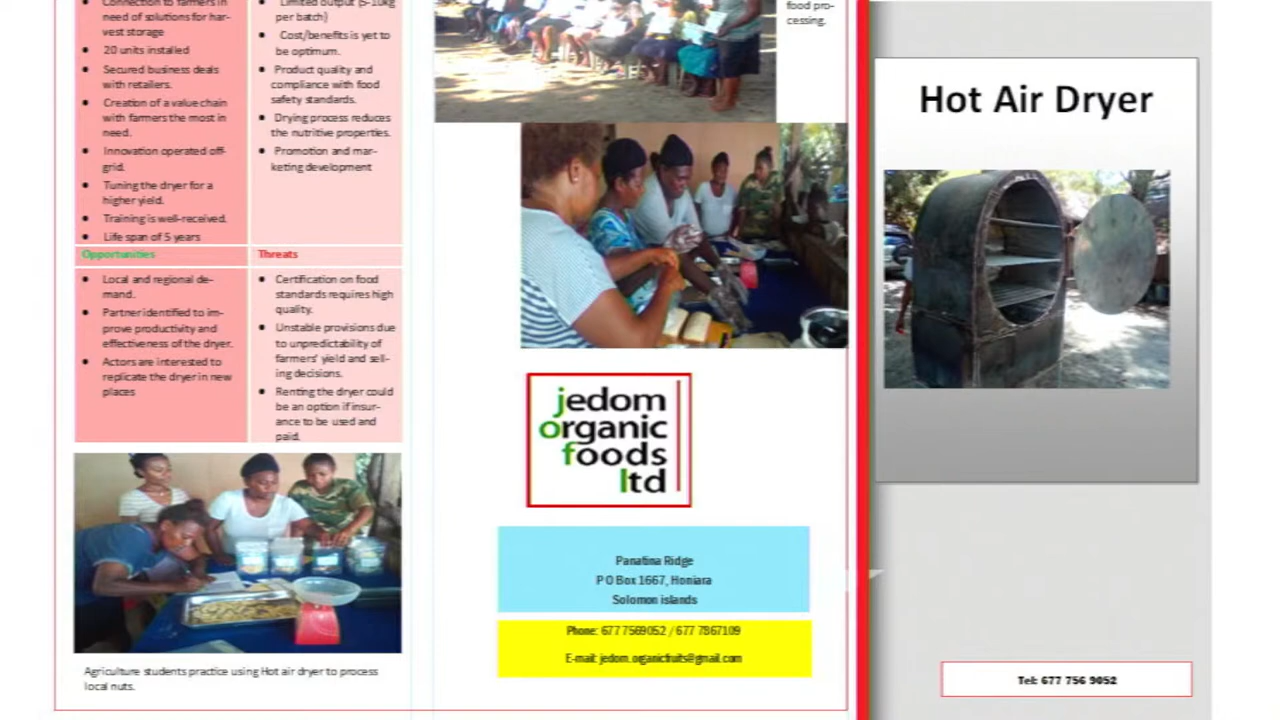 Connection to farmers in
need of solutions for har-
vest storage
20 units installed
Secured business deals
with retailers.
Creation of a value chain
with farmers the most in
need.
Innovation operated off-
grid.
Tuning the dryer for a
higher yield.
Training is well-received.
Life span of 5 years
Limited output (5-10kg
per batch)
Cost/benefits is yet to
be optimum.
Product quality and
compliance with food
safety standards.
Drying process reduces
the nutritive properties.
Promotion and mar-
keting development
Opportunities
Local and regional de-
mand.
Partner identified to im-
prove productivity and
effectiveness of the dryer.
Actors are interested to
replicate the dryer in new
places
Threats
Certification on food
standards requires high
quality.
Unstable provisions due
to unpredictability of
farmers' yield and sell-
ing decisions.
Renting the dryer could
be an option if insur-
ance to be used and
paid.
Agriculture students practice using Hot air dryer to process
local nuts.
food pro-
cessing.
jedom
organic
foods
ltd
Panatina Ridge
P O Box 1667, Honiara
Solomon islands
Phone: 677 7569052 / 677 7867109
E-mail: jedom.organicfruits@gmail.com
Hot Air Dryer
Tel: 677 756 9052